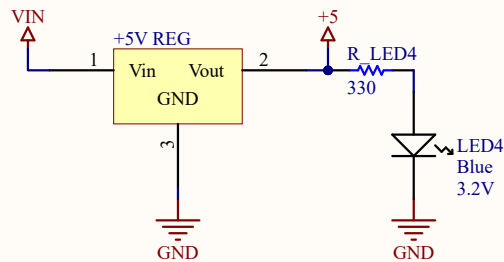 VIN
+5V REG
1
Vin
Vout
2
GND
3
GND
+5
R_LED4
330
LED4
Blue
3.2V
GND